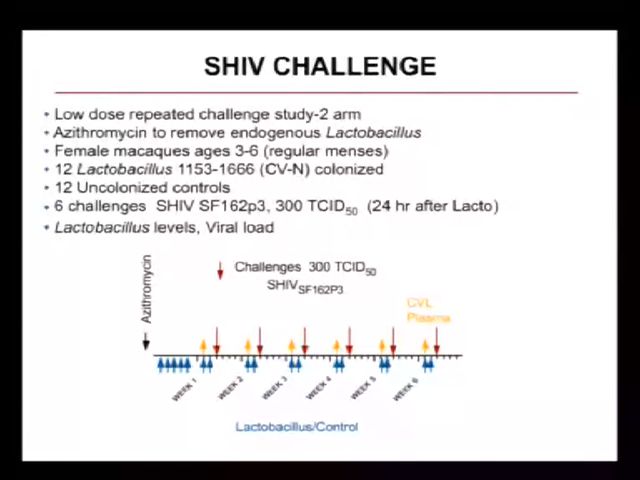 SHIV CHALLENGE
Low dose repeated challenge study-2 arm
Azithromycin to remove endogenous Lactobacillus
Female macaques ages 3-6 (regular menses)
12 Lactobacillus 1153-1666 (CV-N) colonized
12 Uncolonized controls
6 challenges SHIV SF162p3, 300 TCID50 (24 hr after Lacto)
Lactobacillus levels, Viral load
Azithromycin
Challenges 300 TCID50
SHIVSF162P3
CVL
Plasma
WEEK 1
WEEK 2
WEEK 3
WEEK 4
WEEK 5
WEEK 6
Lactobacillus/Control